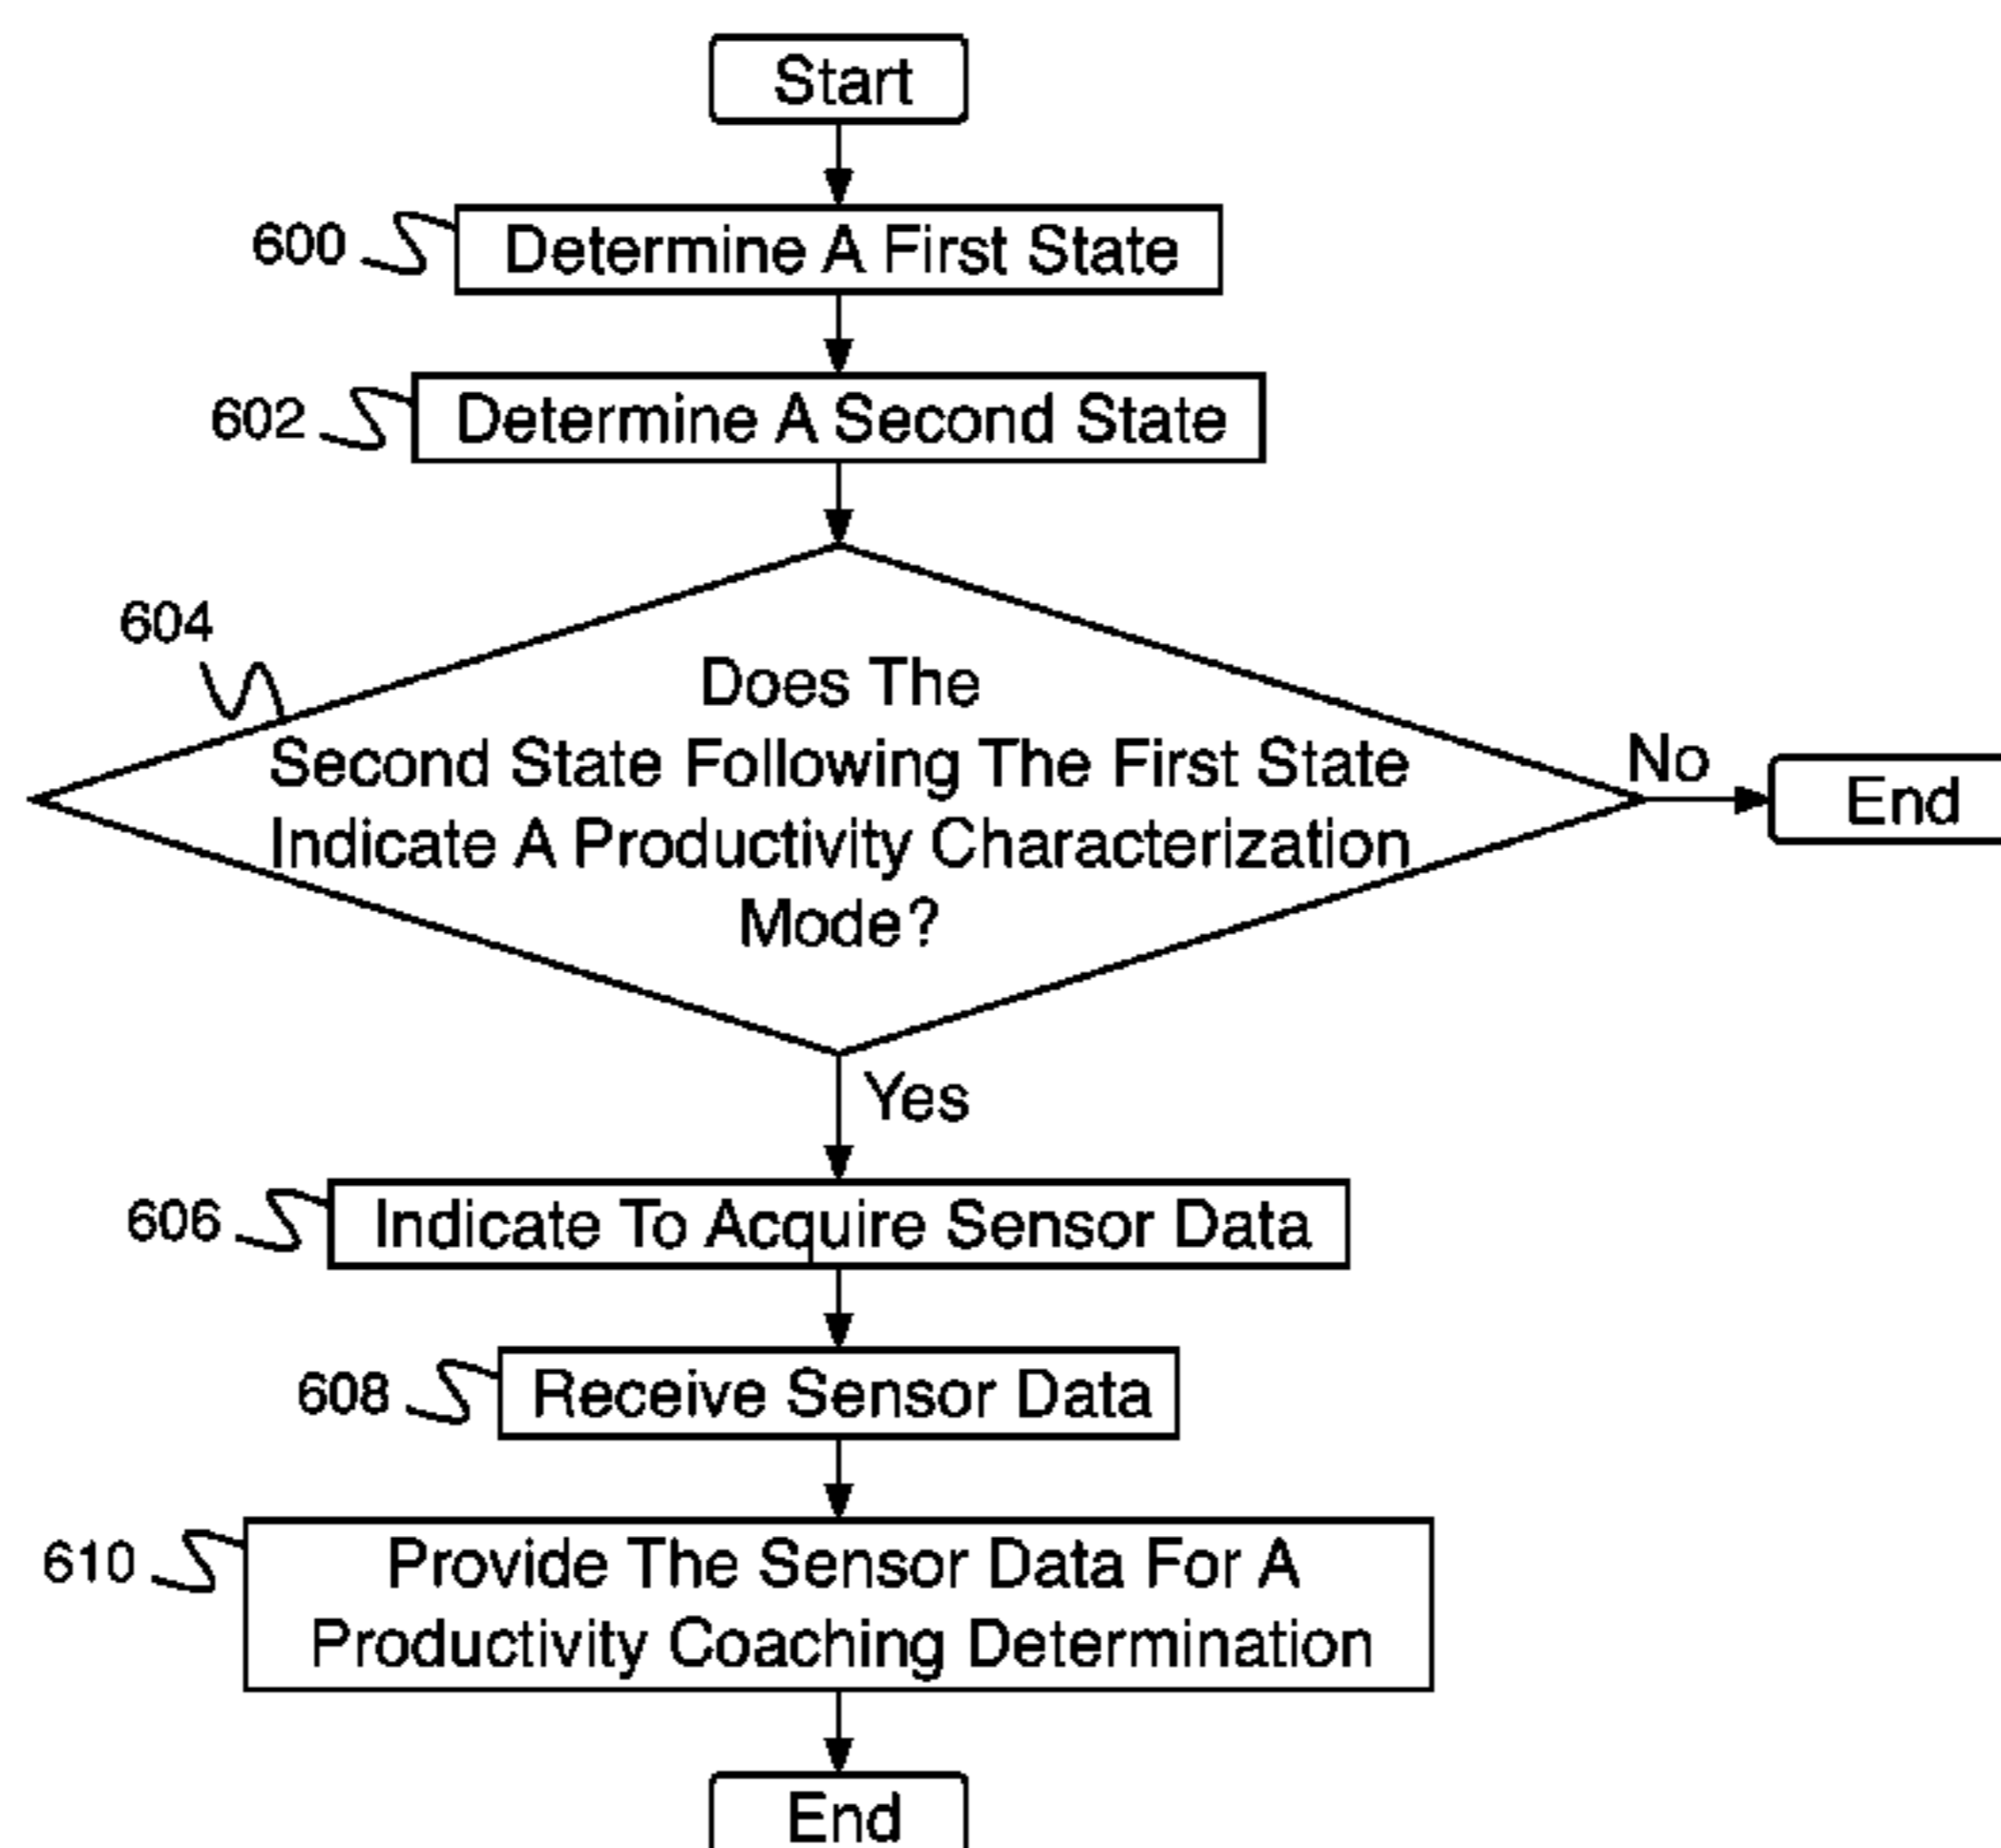 Start
600
Determine A First State
602
Determine A Second State
604
Does The
Second State Following The First State
Indicate A Productivity Characterization
Mode?
No
End
Yes
606
Indicate To Acquire Sensor Data
608
Receive Sensor Data
610
Provide The Sensor Data For A
Productivity Coaching Determination
End